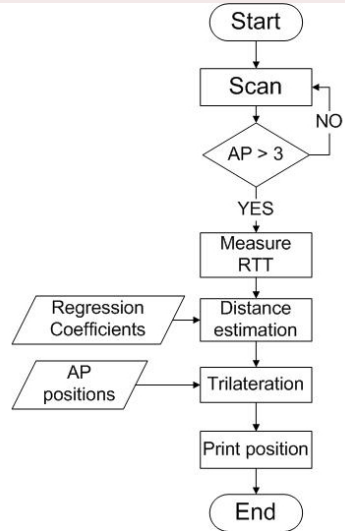 Start
Scan
NO
AP > 3
YES
Measure
RTT
Regression
Coefficients
Distance
estimation
AP
positions
Trilateration
Print position
End